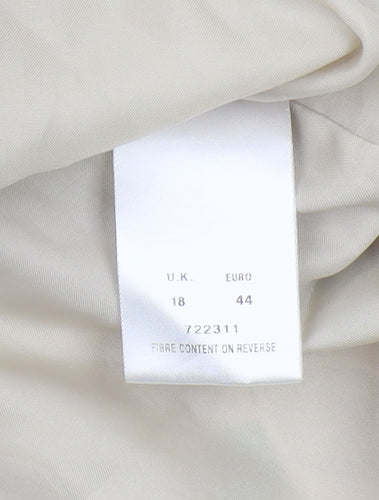 U.K. EURO
18 44
722311
FIBRE CONTENT ON REVERSE